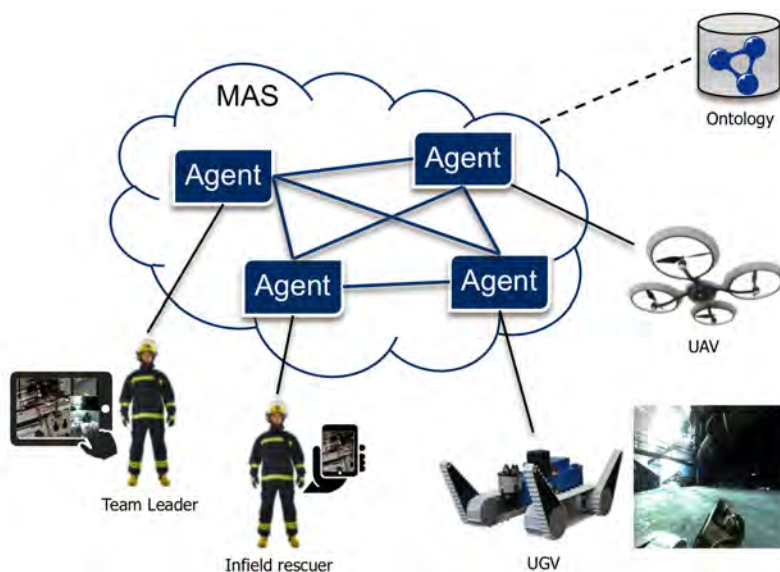 MAS
Ontology
Agent
Agent
Agent
Agent
UAV
Team Leader
Infield rescuer
UGV